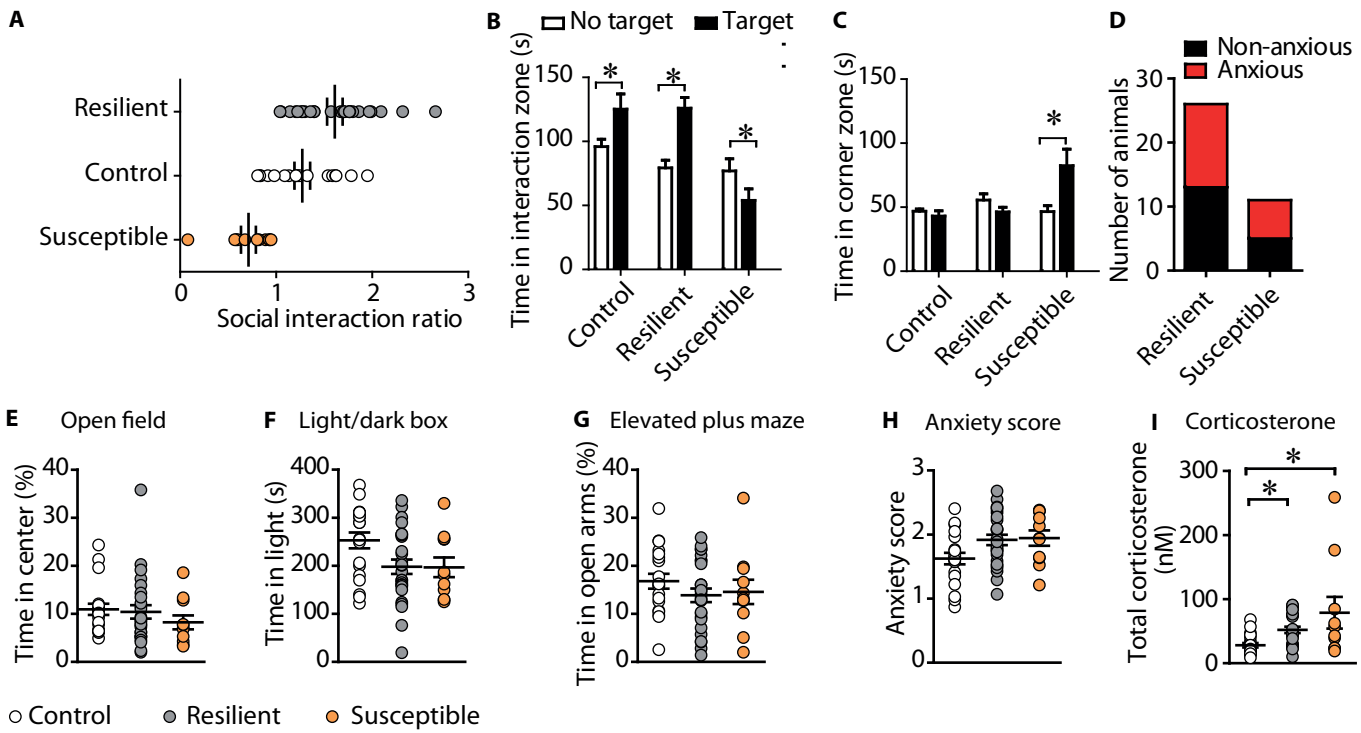 A
Resilient
Control
Susceptible
0 1 2 3
Social interaction ratio
B
No target Target
Time in interaction zone (s)
150
100
50
0
* * *
Control Resilient Susceptible
C
Time in corner zone (s)
150
100
50
0
*
Control Resilient Susceptible
D
Non-anxious
Anxious
Number of animals
30
20
10
0
Resilient Susceptible
E Open field
Time in center (%)
40
30
20
10
0
F Light/dark box
Time in light (s)
400
300
200
100
0
G Elevated plus maze
Time in open arms (%)
40
30
20
10
0
H Anxiety score
Anxiety score
3
2
1
0
I Corticosterone
Total corticosterone
(nM)
300
200
100
0
*
*
Control Resilient Susceptible